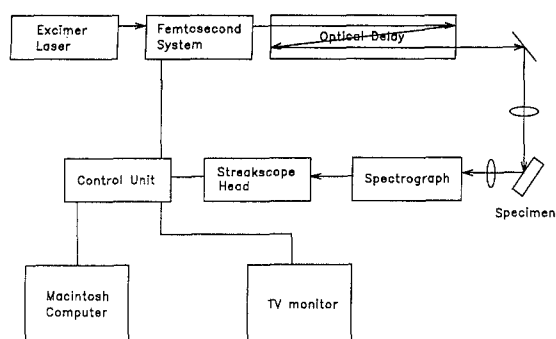 Excimer
Laser
Femtosecond
System
Optical Delay
Control Unit
Streakscope
Head
Spectrograph
Specimen
Macintosh
Computer
TV monitor